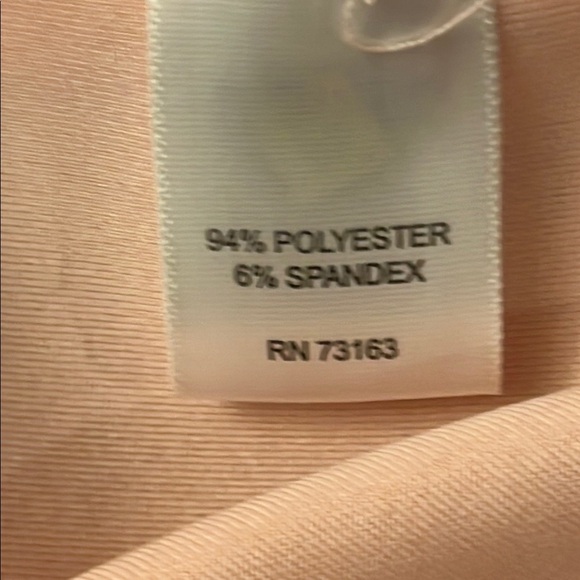 94% POLYESTER
6% SPANDEX
RN 73163